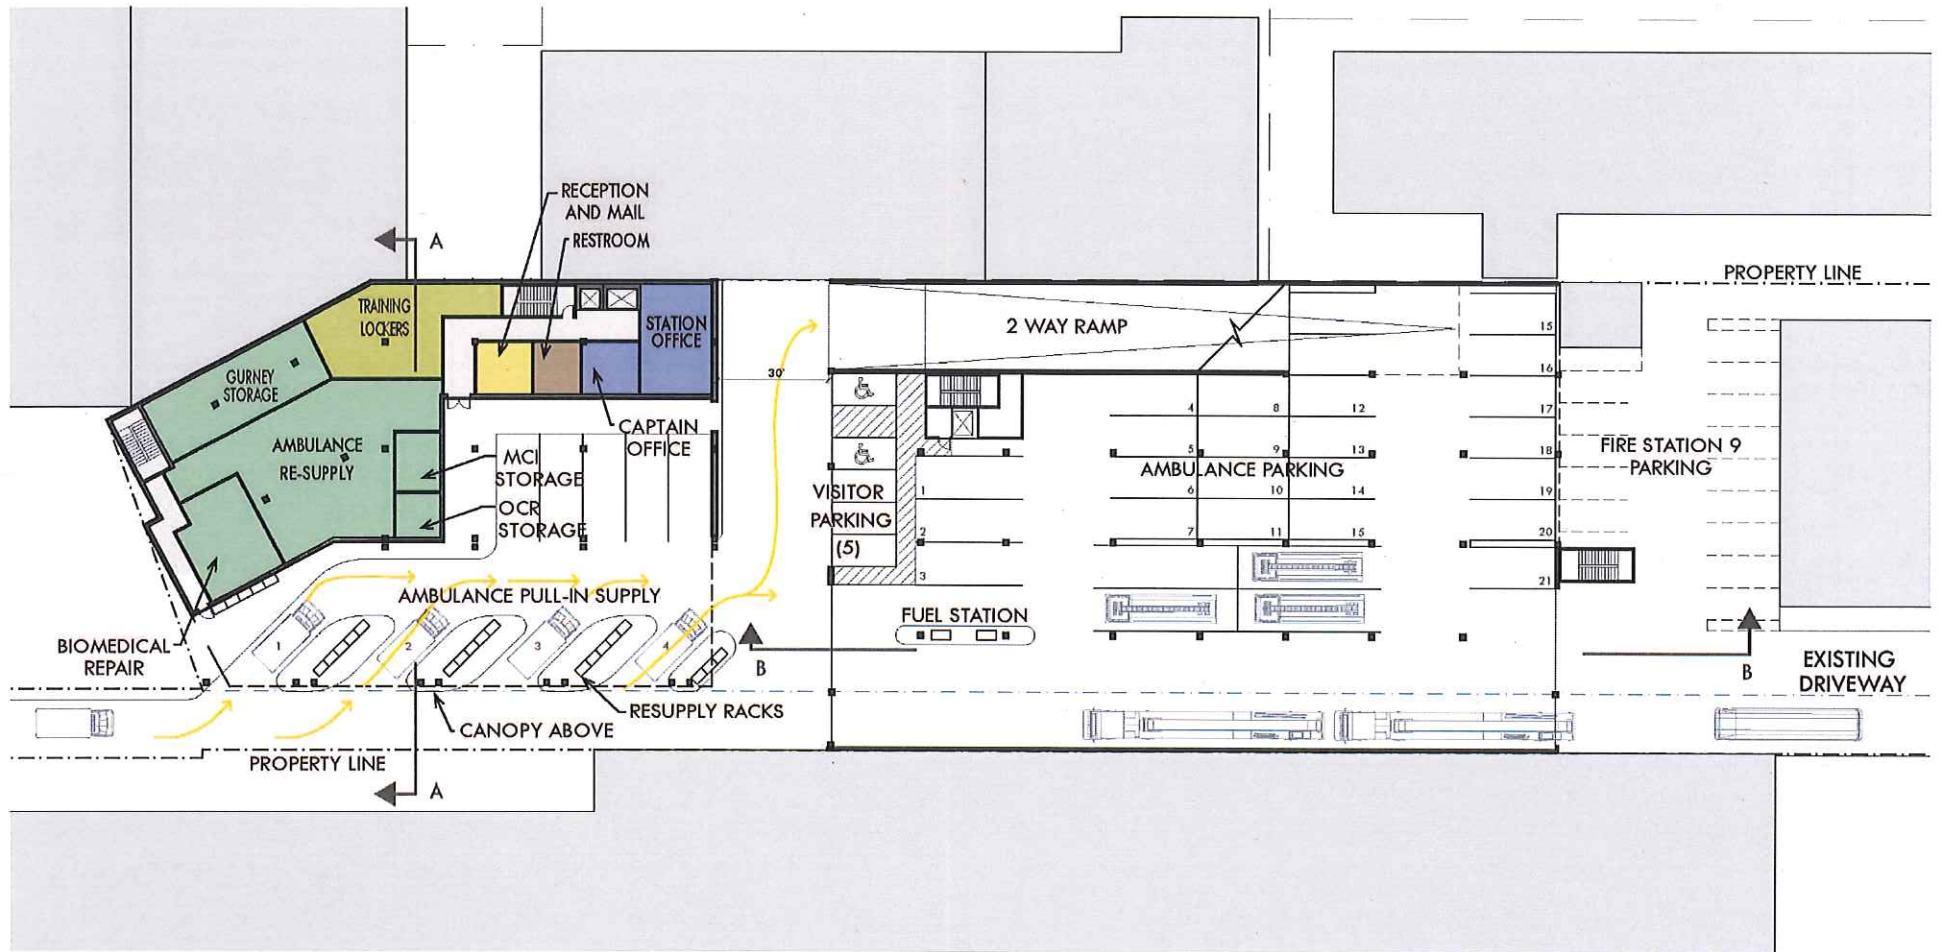 RECEPTION
AND MAIL
RESTROOM
A
PROPERTY LINE
TRAINING
LOCKERS
STATION
OFFICE
2 WAY RAMP
15
16
30'
GURNEY
STORAGE
CAPTAIN
OFFICE
4
8
12
17
AMBULANCE
RE-SUPPLY
MCI
STORAGE
OCR
STORAGE
5
9
13
18
AMBULANCE PARKING
FIRE STATION 9
PARKING
VISITOR
PARKING
(5)
1
6
10
14
19
2
7
11
15
20
3
21
AMBULANCE PULL-IN SUPPLY
FUEL STATION
BIOMEDICAL
REPAIR
1
2
3
4
B
B
EXISTING
DRIVEWAY
RESUPPLY RACKS
CANOPY ABOVE
PROPERTY LINE
A